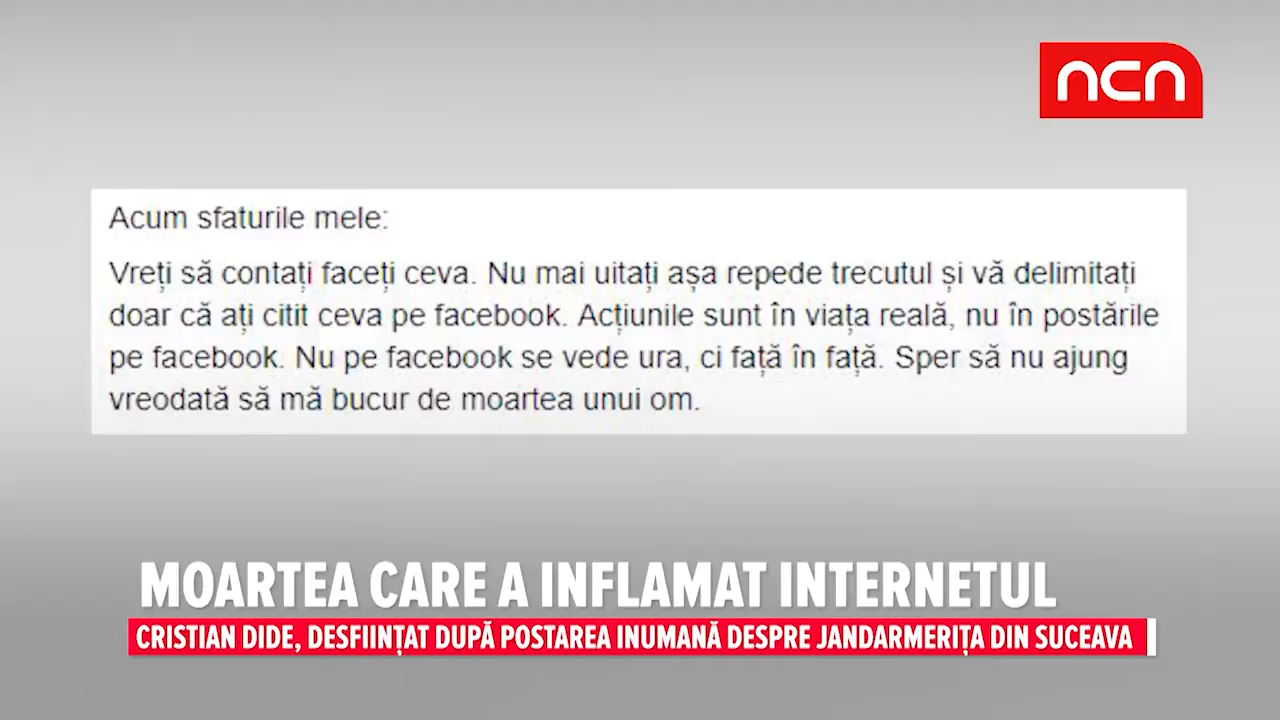 ncn
Acum sfaturile mele:
Vreți să contați faceți ceva. Nu mai uitați așa repede trecutul și vă delimitați
doar că ați citit ceva pe facebook. Acțiunile sunt în viața reală, nu în postările
pe facebook. Nu pe facebook se vede ura, ci față în față. Sper să nu ajung
vreodată să mă bucur de moartea unui om.
MOARTEA CARE A INFLAMAT INTERNETUL
CRISTIAN DIDE, DESFIINȚAT DUPĂ POSTAREA INUMANĂ DESPRE JANDARMERIȚA DIN SUCEAVA